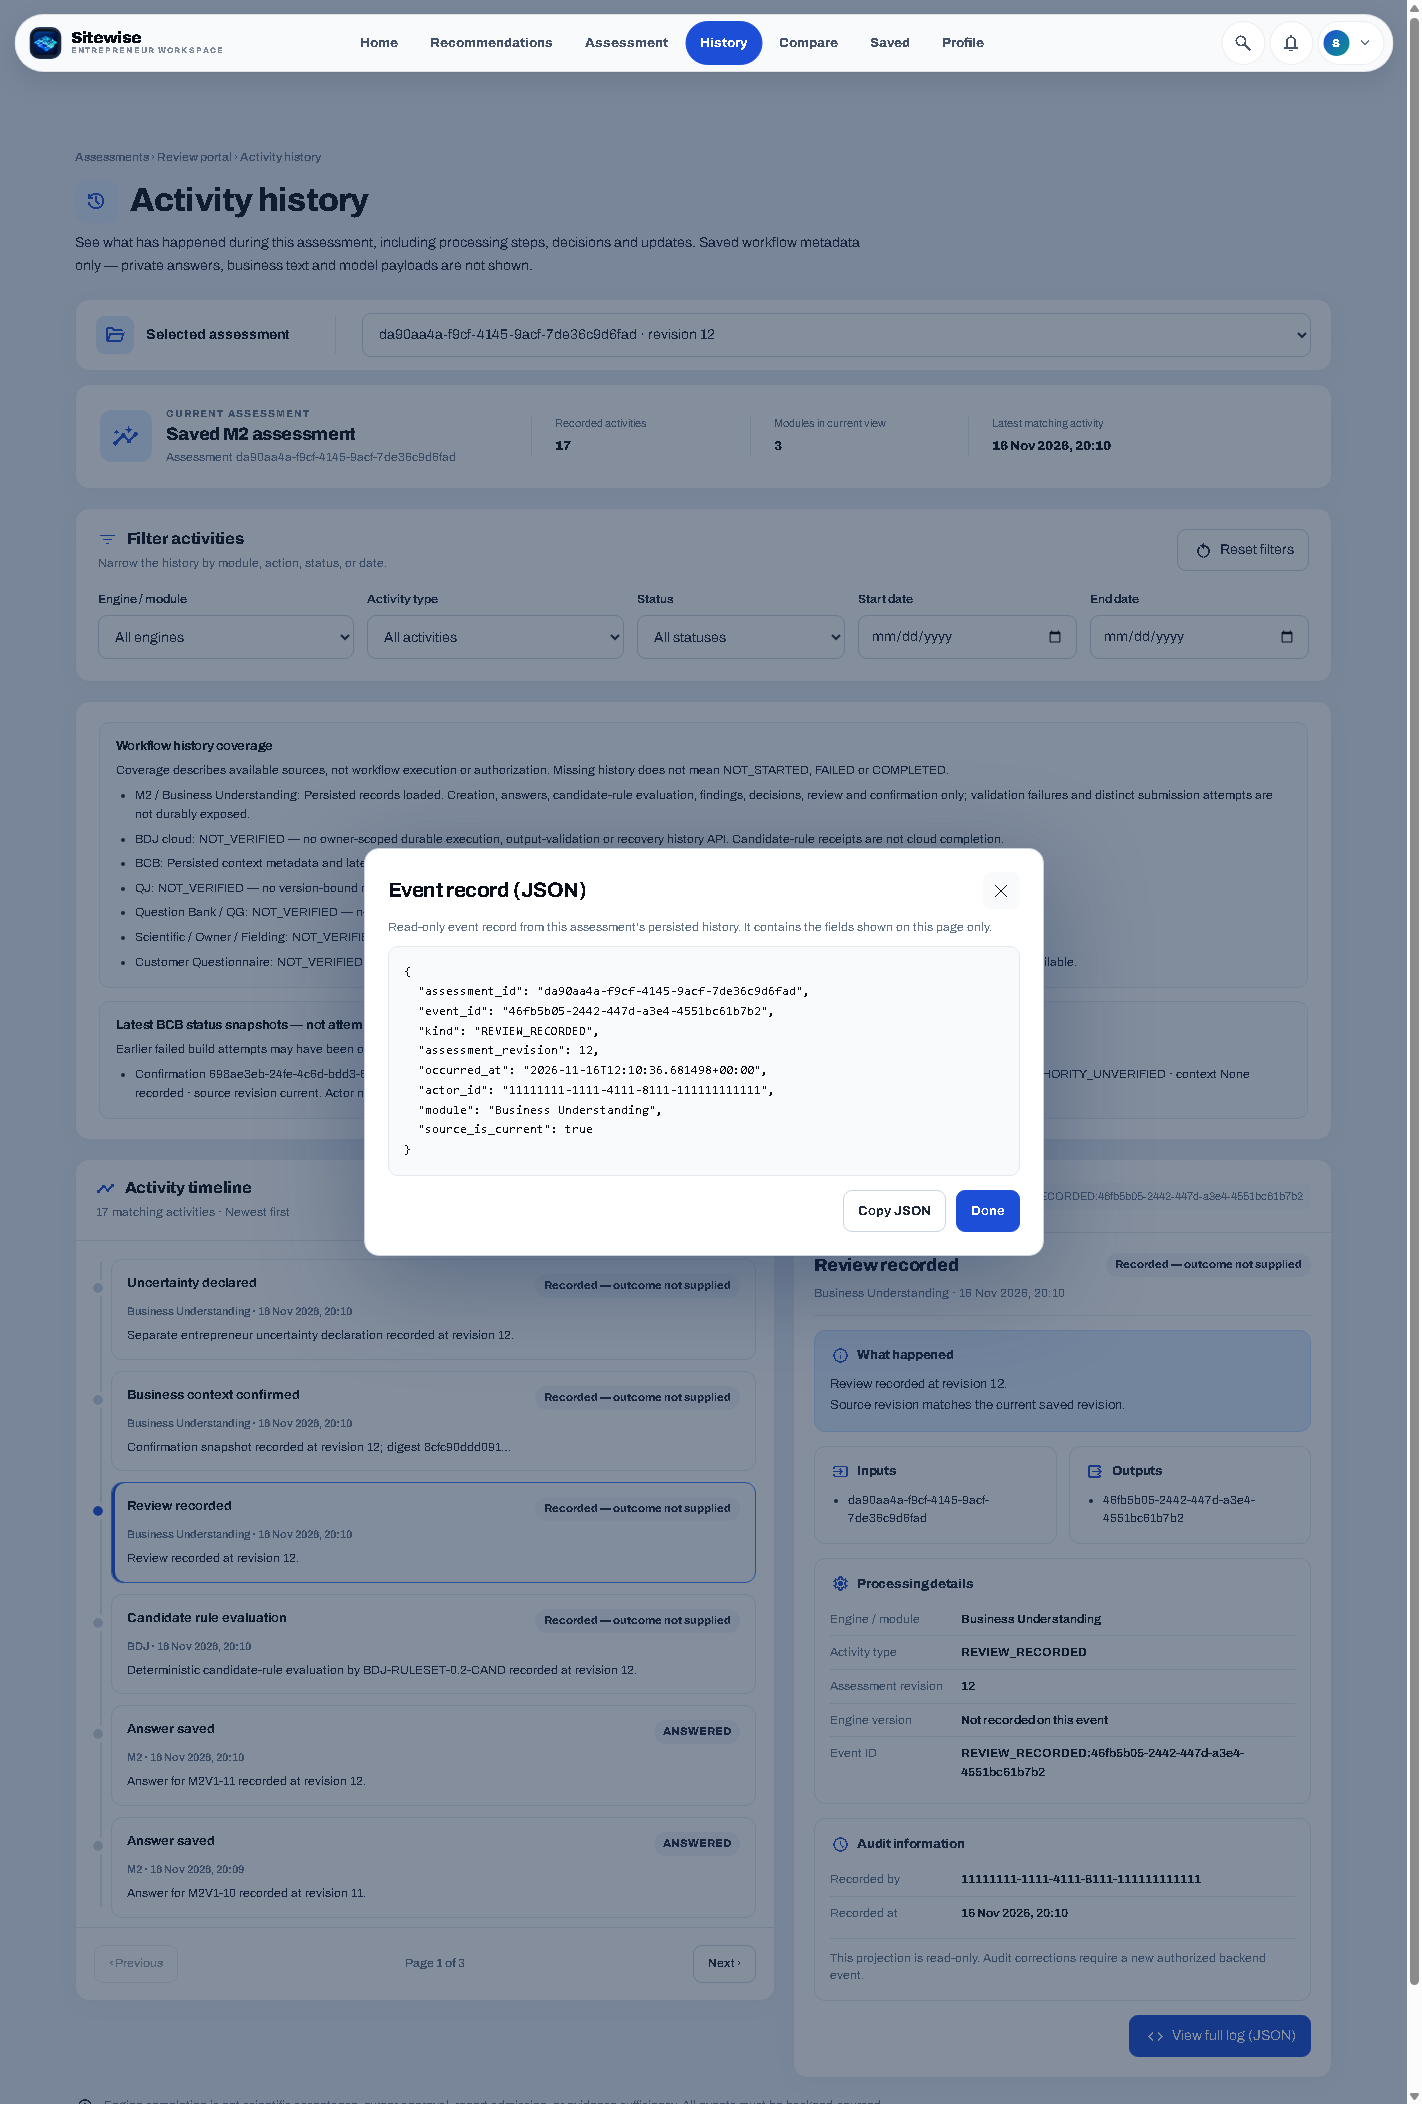 Sitewise
ENTREPRENEUR WORKSPACE
Home
Recommendations
Assessment
History
Compare
Saved
Profile
8
Assessments › Review portal › Activity history
Activity history
See what has happened during this assessment, including processing steps, decisions and updates. Saved workflow metadata
only — private answers, business text and model payloads are not shown.
Selected assessment
da90aa4a-f9cf-4145-9acf-7de36c9d6fad · revision 12
CURRENT ASSESSMENT
Saved M2 assessment
Assessment da90aa4a-f9cf-4145-9acf-7de36c9d6fad
Recorded activities
17
Modules in current view
3
Latest matching activity
16 Nov 2026, 20:10
Filter activities
Narrow the history by module, action, status, or date.
Reset filters
Engine / module
Activity type
Status
Start date
End date
All engines
All activities
All statuses
mm/dd/yyyy
mm/dd/yyyy
Workflow history coverage
Coverage describes available sources, not workflow execution or authorization. Missing history does not mean NOT_STARTED, FAILED or COMPLETED.
• M2 / Business Understanding: Persisted records loaded. Creation, answers, candidate-rule evaluation, findings, decisions, review and confirmation only; validation failures and distinct submission attempts are
not durably exposed.
• BDJ cloud: NOT_VERIFIED — no owner-scoped durable execution, output-validation or recovery history API. Candidate-rule receipts are not cloud completion.
• BCB: Persisted context metadata and late
• QJ: NOT_VERIFIED — no version-bound
• Question Bank / QG: NOT_VERIFIED —
• Scientific / Owner / Fielding: NOT_VERIFIE
• Customer Questionnaire: NOT_VERIFIED
ilable.
Latest BCB status snapshots — not attem
Earlier failed build attempts may have been o
• Confirmation 698ae3eb-24fe-4c6d-bdd3-
HORITY_UNVERIFIED · context None
recorded · source revision current. Actor
Event record (JSON)
Read-only event record from this assessment's persisted history. It contains the fields shown on this page only.
{
"assessment_id": "da90aa4a-f9cf-4145-9acf-7de36c9d6fad",
"event_id": "46fb5b05-2442-447d-a3e4-4551bc61b7b2",
"kind": "REVIEW_RECORDED",
"assessment_revision": 12,
"occurred_at": "2026-11-16T12:10:36.681498+00:00",
"actor_id": "11111111-1111-4111-8111-111111111111",
"module": "Business Understanding",
"source_is_current": true
}
Copy JSON
Done
Activity timeline
17 matching activities · Newest first
Uncertainty declared
Recorded — outcome not supplied
Business Understanding · 16 Nov 2026, 20:10
Separate entrepreneur uncertainty declaration recorded at revision 12.
Business context confirmed
Recorded — outcome not supplied
Business Understanding · 16 Nov 2026, 20:10
Confirmation snapshot recorded at revision 12; digest 8cfc90ddd091...
Review recorded
Recorded — outcome not supplied
Business Understanding · 16 Nov 2026, 20:10
Review recorded at revision 12.
Candidate rule evaluation
Recorded — outcome not supplied
BDJ · 16 Nov 2026, 20:10
Deterministic candidate-rule evaluation by BDJ-RULESET-0.2-CAND recorded at revision 12.
Answer saved
ANSWERED
M2 · 16 Nov 2026, 20:10
Answer for M2V1-11 recorded at revision 12.
Answer saved
ANSWERED
M2 · 16 Nov 2026, 20:09
Answer for M2V1-10 recorded at revision 11.
‹ Previous
Page 1 of 3
Next ›
CORDED:46fb5b05-2442-447d-a3e4-4551bc61b7b2
Review recorded
Recorded — outcome not supplied
Business Understanding · 16 Nov 2026, 20:10
What happened
Review recorded at revision 12.
Source revision matches the current saved revision.
Inputs
• da90aa4a-f9cf-4145-9acf-
7de36c9d6fad
Outputs
• 46fb5b05-2442-447d-a3e4-
4551bc61b7b2
Processing details
Engine / module Business Understanding
Activity type REVIEW_RECORDED
Assessment revision 12
Engine version Not recorded on this event
Event ID REVIEW_RECORDED:46fb5b05-2442-447d-a3e4-
4551bc61b7b2
Audit information
Recorded by 11111111-1111-4111-8111-111111111111
Recorded at 16 Nov 2026, 20:10
This projection is read-only. Audit corrections require a new authorized backend
event.
View full log (JSON)